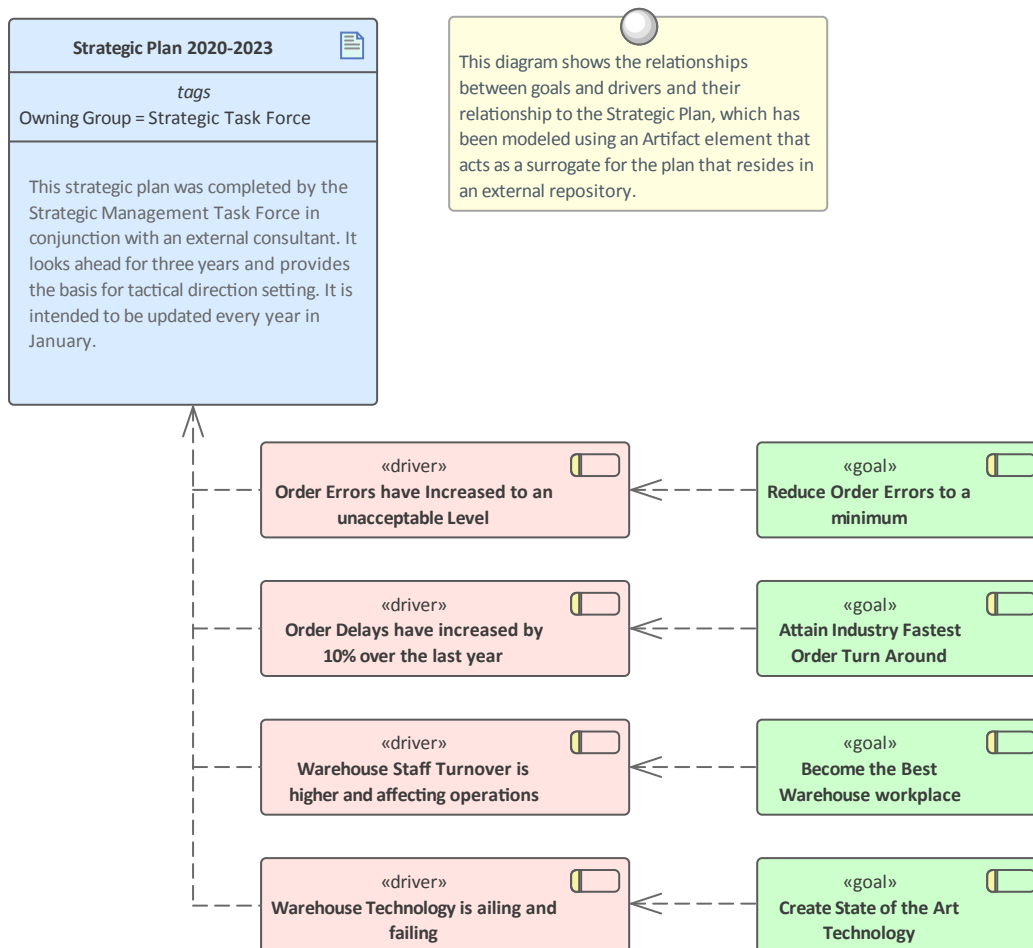 Strategic Plan 2020-2023
tags
Owning Group = Strategic Task Force
This strategic plan was completed by the
Strategic Management Task Force in
conjunction with an external consultant. It
looks ahead for three years and provides
the basis for tactical direction setting. It is
intended to be updated every year in
January.
This diagram shows the relationships
between goals and drivers and their
relationship to the Strategic Plan, which has
been modeled using an Artifact element that
acts as a surrogate for the plan that resides in
an external repository.
«driver»
Order Errors have Increased to an
unacceptable Level
«goal»
Reduce Order Errors to a
minimum
«driver»
Order Delays have increased by
10% over the last year
«goal»
Attain Industry Fastest
Order Turn Around
«driver»
Warehouse Staff Turnover is
higher and affecting operations
«goal»
Become the Best
Warehouse workplace
«driver»
Warehouse Technology is ailing and
failing
«goal»
Create State of the Art
Technology